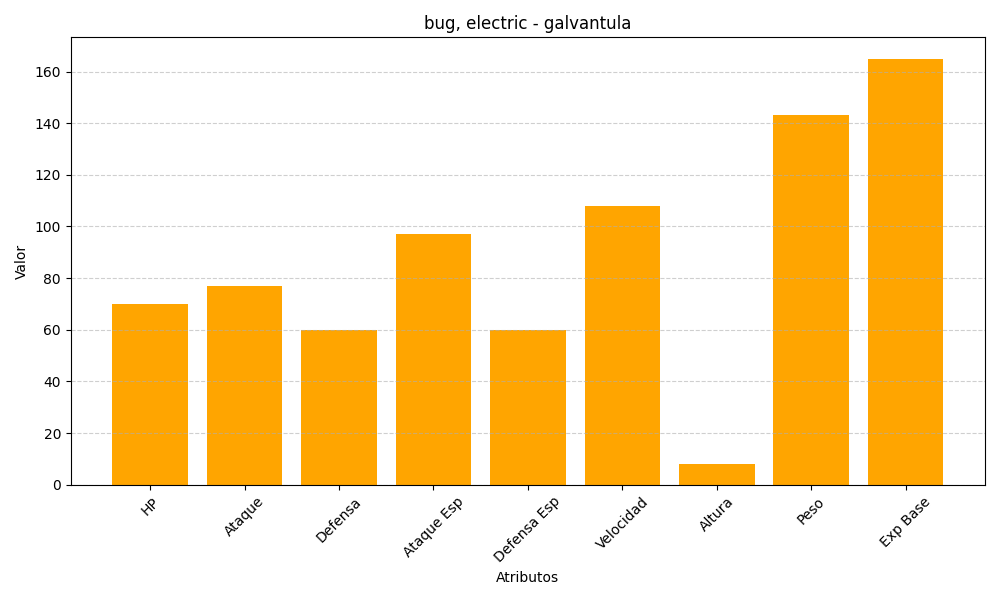 bug, electric - galvantula
Valor
160
140
120
100
80
60
40
20
0
HP
Ataque
Defensa
Ataque Esp
Defensa Esp
Velocidad
Altura
Peso
Exp Base
Atributos